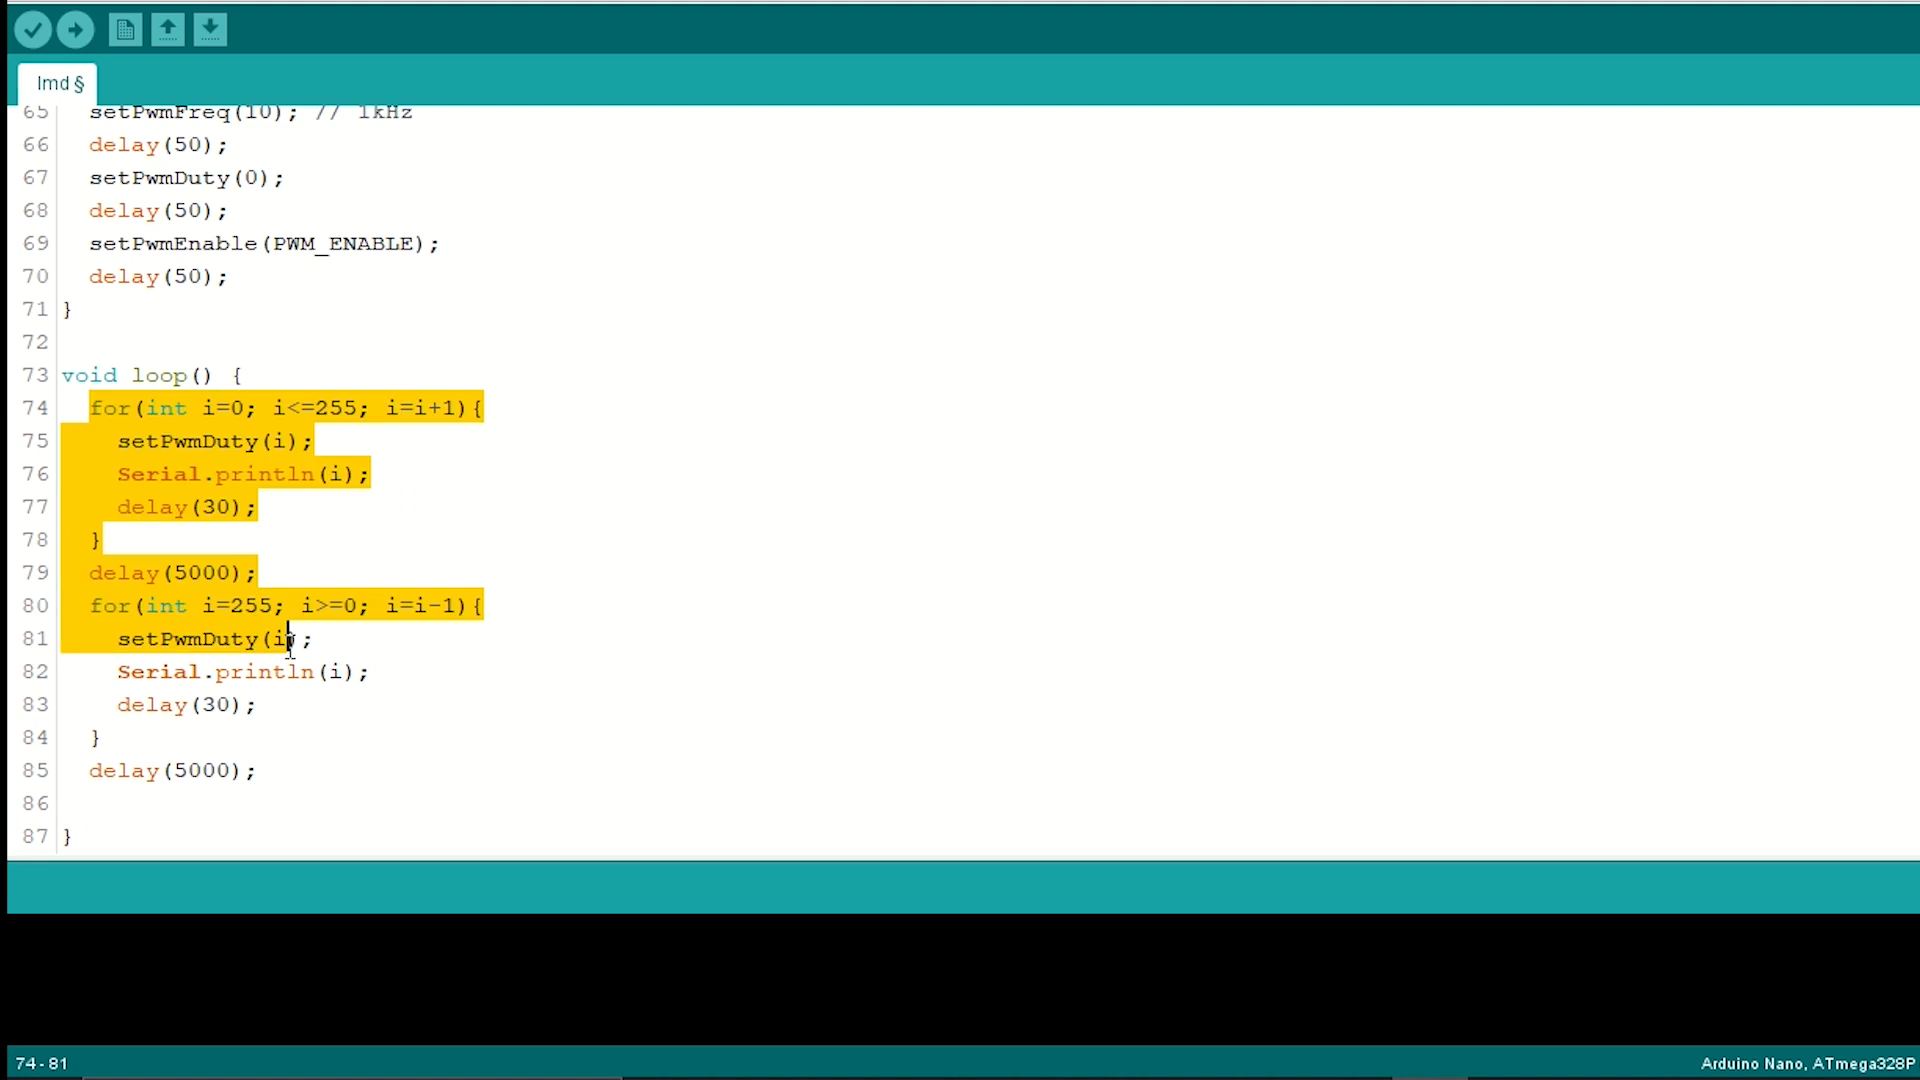 lmd §
65 setPwmFreq(10); // 1kHz
66 delay(50);
67 setPwmDuty(0);
68 delay(50);
69 setPwmEnable(PWM_ENABLE);
70 delay(50);
71 }
72
73 void loop() {
74 for(int i=0; i<=255; i=i+1){
75 setPwmDuty(i);
76 Serial.println(i);
77 delay(30);
78 }
79 delay(5000);
80 for(int i=255; i>=0; i=i-1){
81 setPwmDuty(i);
82 Serial.println(i);
83 delay(30);
84 }
85 delay(5000);
86
87 }
74 - 81
Arduino Nano, ATmega328P